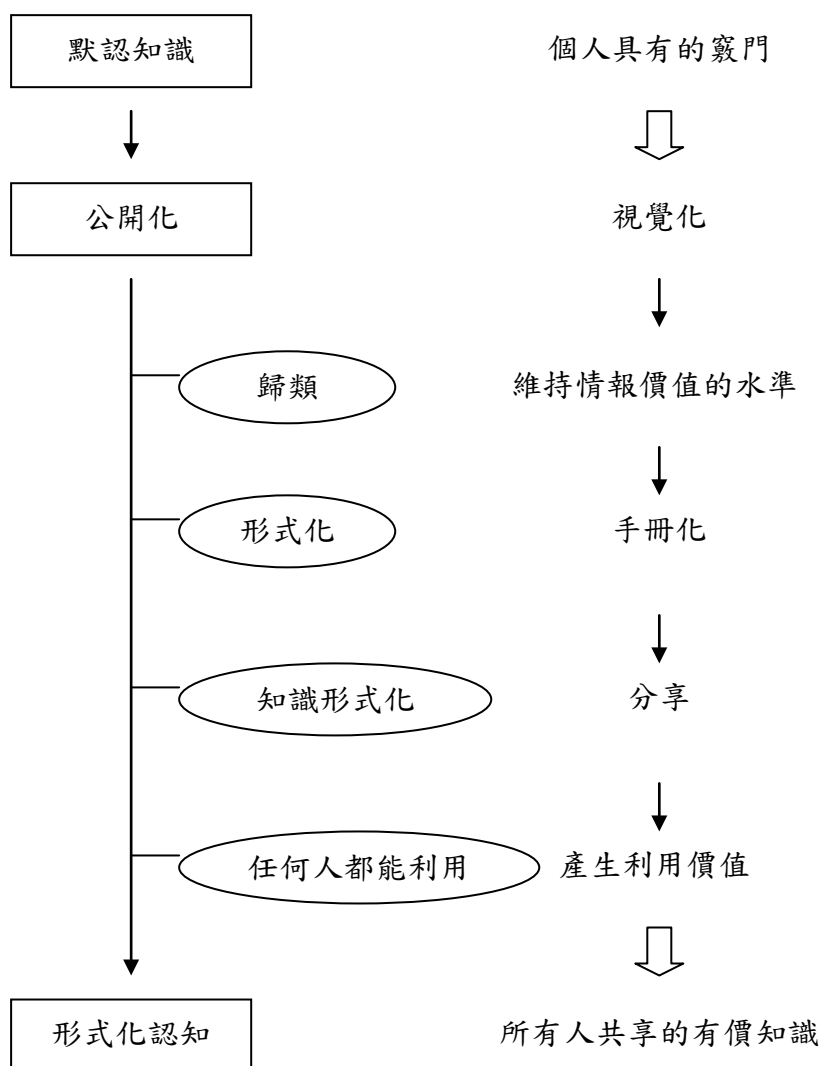 默認知識
個人具有的竅門
公開化
視覺化
歸類
維持情報價值的水準
形式化
手冊化
知識形式化
分享
任何人都能利用
產生利用價值
形式化認知
所有人共享的有價知識